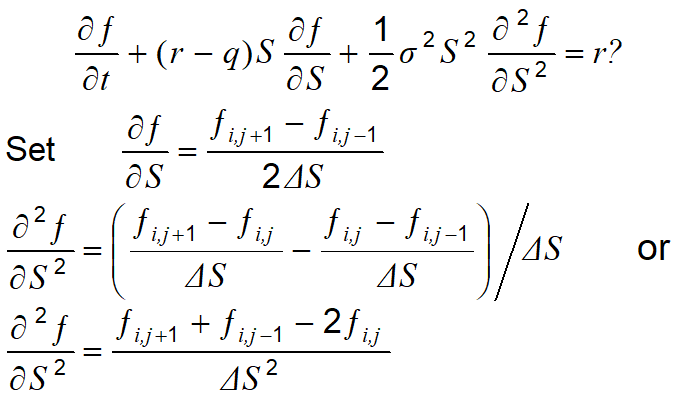 ∂f/∂t + (r − q)S ∂f/∂S + 1/2 σ²S² ∂²f/∂S² = r?
Set ∂f/∂S = (f_{i,j+1} − f_{i,j−1}) / 2ΔS
∂²f/∂S² = ((f_{i,j+1} − f_{i,j})/ΔS − (f_{i,j} − f_{i,j−1})/ΔS) / ΔS or
∂²f/∂S² = (f_{i,j+1} + f_{i,j−1} − 2f_{i,j}) / ΔS²